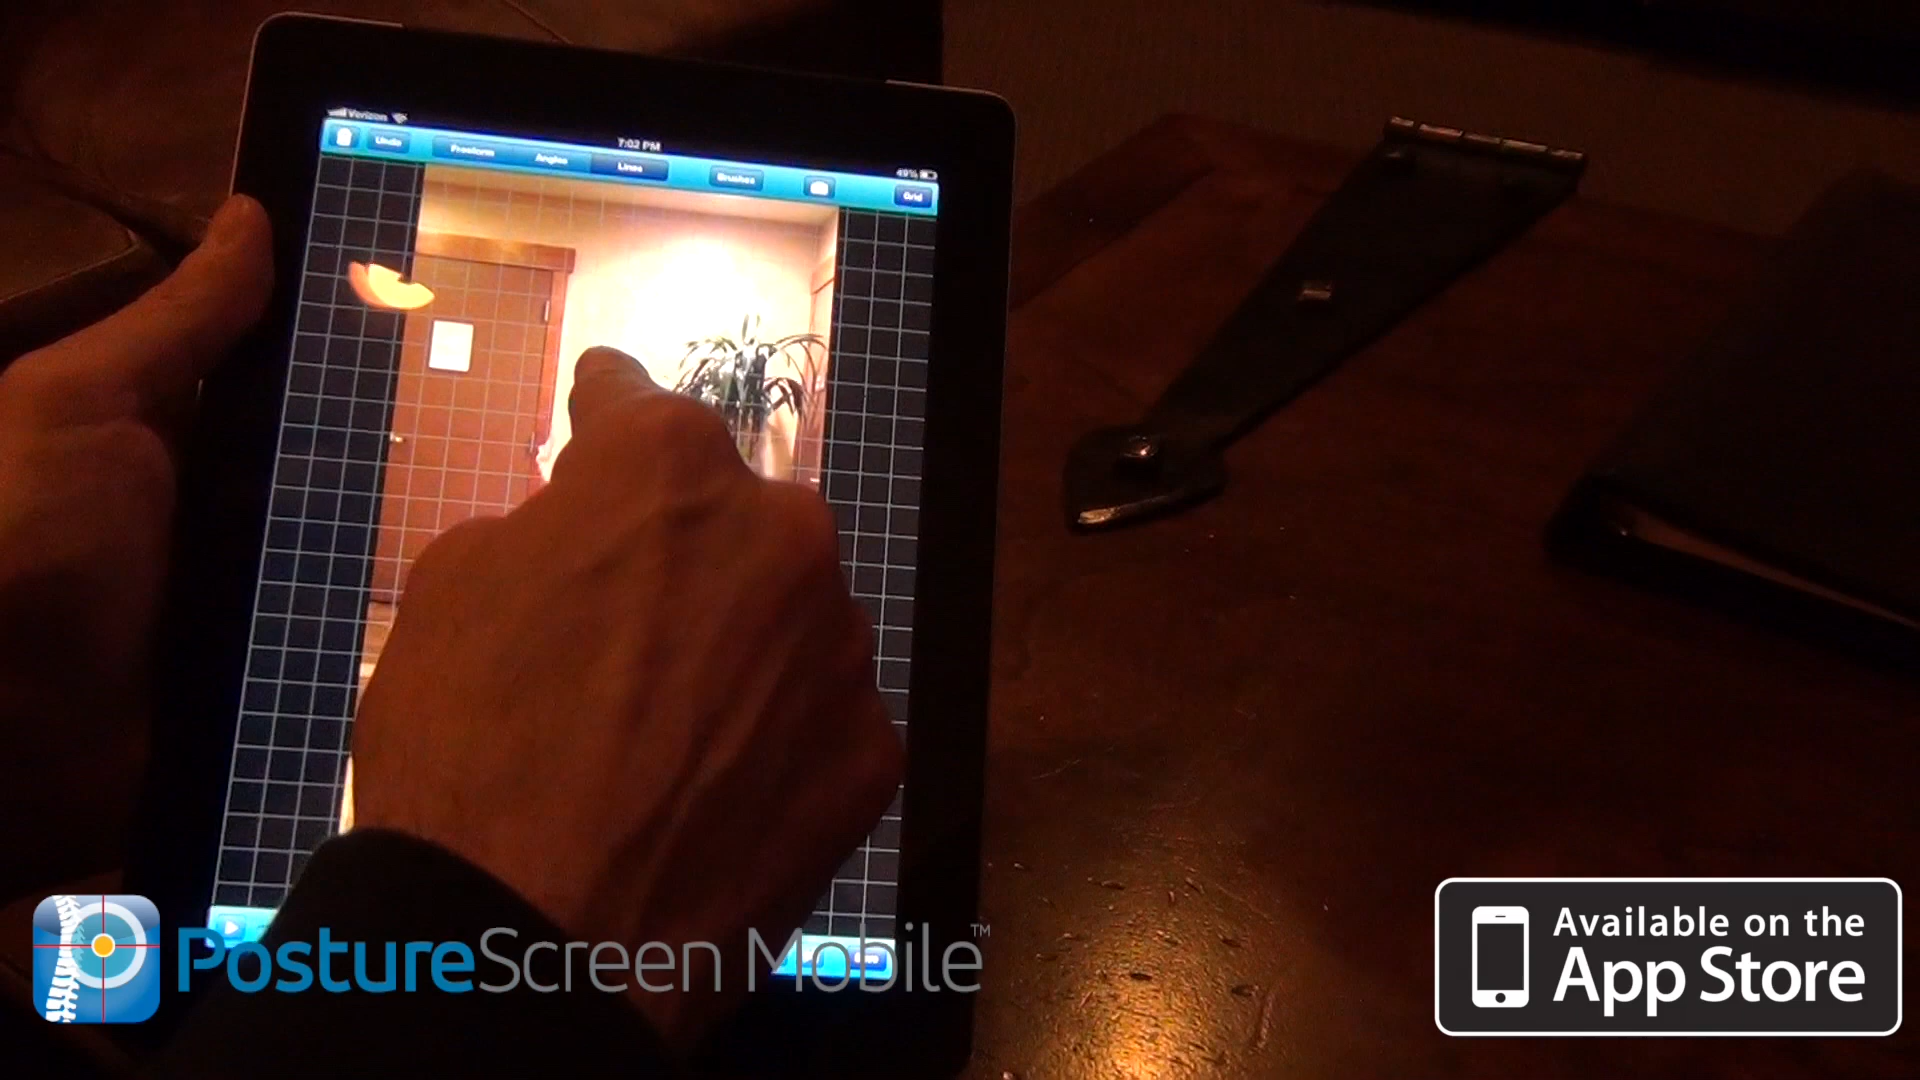 Verizon
7:02 PM
49%
Undo
Freeform
Angles
Lines
Brushes
Grid
PostureScreen Mobile™
Available on the
App Store